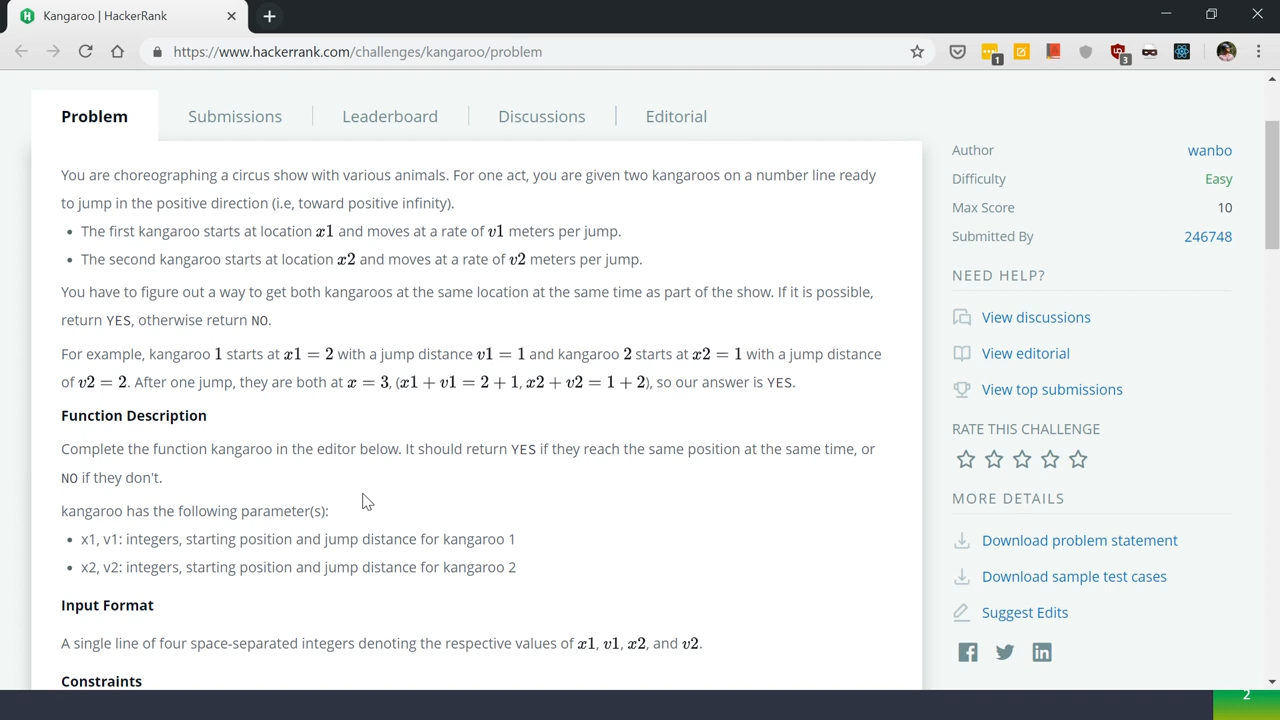 Kangaroo | HackerRank
https://www.hackerrank.com/challenges/kangaroo/problem
1
3
Problem
Submissions
Leaderboard
Discussions
Editorial
You are choreographing a circus show with various animals. For one act, you are given two kangaroos on a number line ready
to jump in the positive direction (i.e, toward positive infinity).
• The first kangaroo starts at location x1 and moves at a rate of v1 meters per jump.
• The second kangaroo starts at location x2 and moves at a rate of v2 meters per jump.
You have to figure out a way to get both kangaroos at the same location at the same time as part of the show. If it is possible,
return YES, otherwise return NO.
For example, kangaroo 1 starts at x1 = 2 with a jump distance v1 = 1 and kangaroo 2 starts at x2 = 1 with a jump distance
of v2 = 2. After one jump, they are both at x = 3, (x1 + v1 = 2 + 1, x2 + v2 = 1 + 2), so our answer is YES.
Function Description
Complete the function kangaroo in the editor below. It should return YES if they reach the same position at the same time, or
NO if they don't.
kangaroo has the following parameter(s):
• x1, v1: integers, starting position and jump distance for kangaroo 1
• x2, v2: integers, starting position and jump distance for kangaroo 2
Input Format
A single line of four space-separated integers denoting the respective values of x1, v1, x2, and v2.
Constraints
Author wanbo
Difficulty Easy
Max Score 10
Submitted By 246748
NEED HELP?
View discussions
View editorial
View top submissions
RATE THIS CHALLENGE
MORE DETAILS
Download problem statement
Download sample test cases
Suggest Edits
2